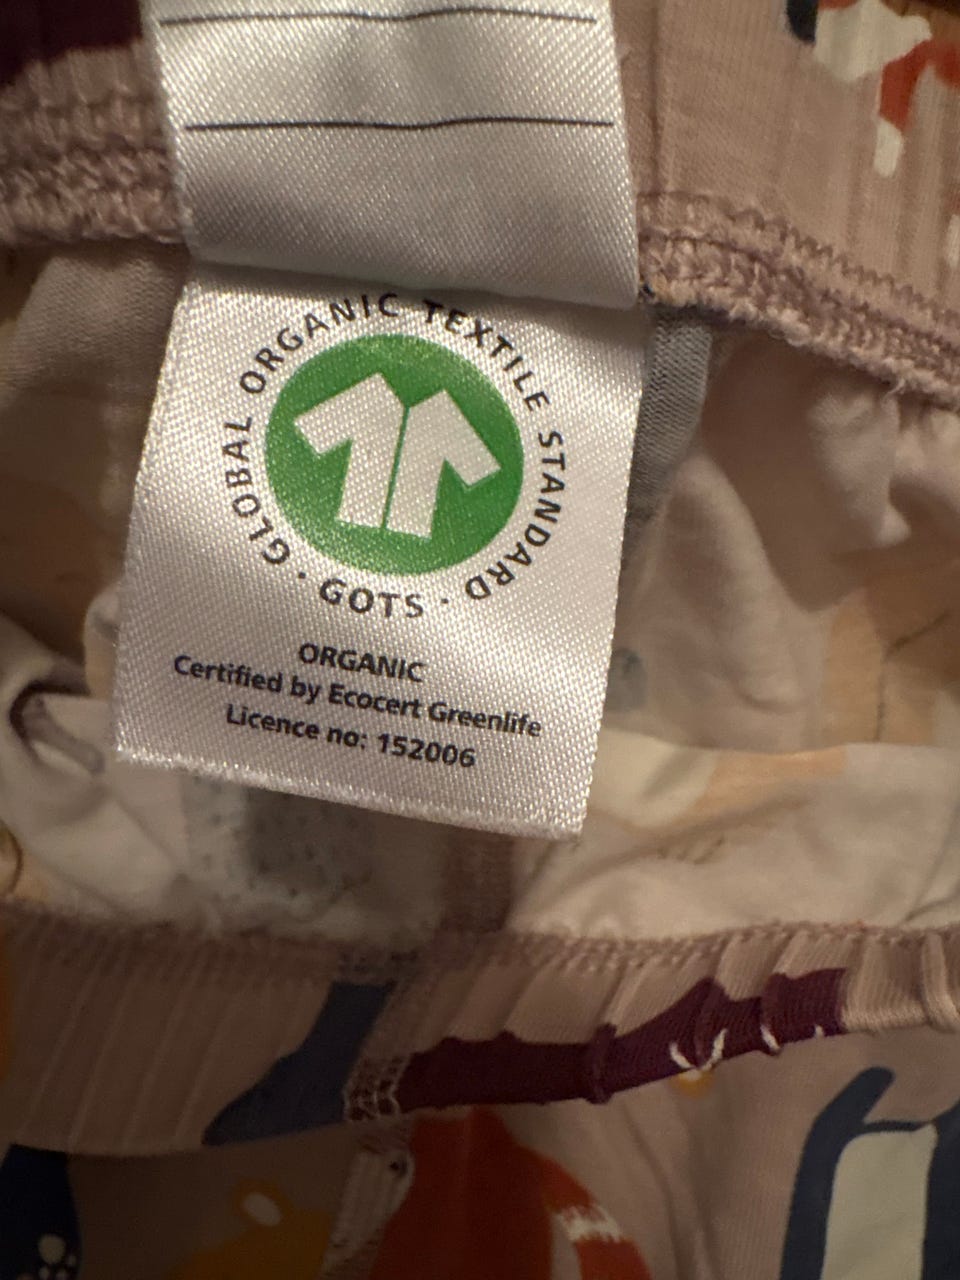 GLOBAL ORGANIC TEXTILE STANDARD · GOTS ·
ORGANIC
Certified by Ecocert Greenlife
Licence no: 152006